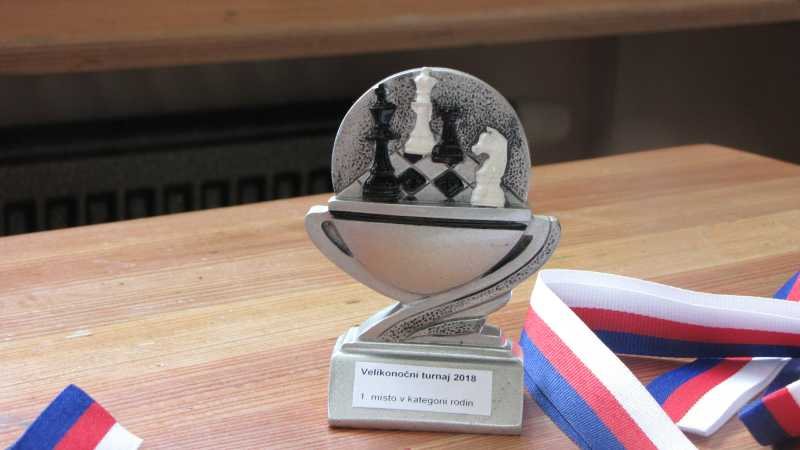 Velikonoční turnaj 2018
1. místo v kategorii rodin